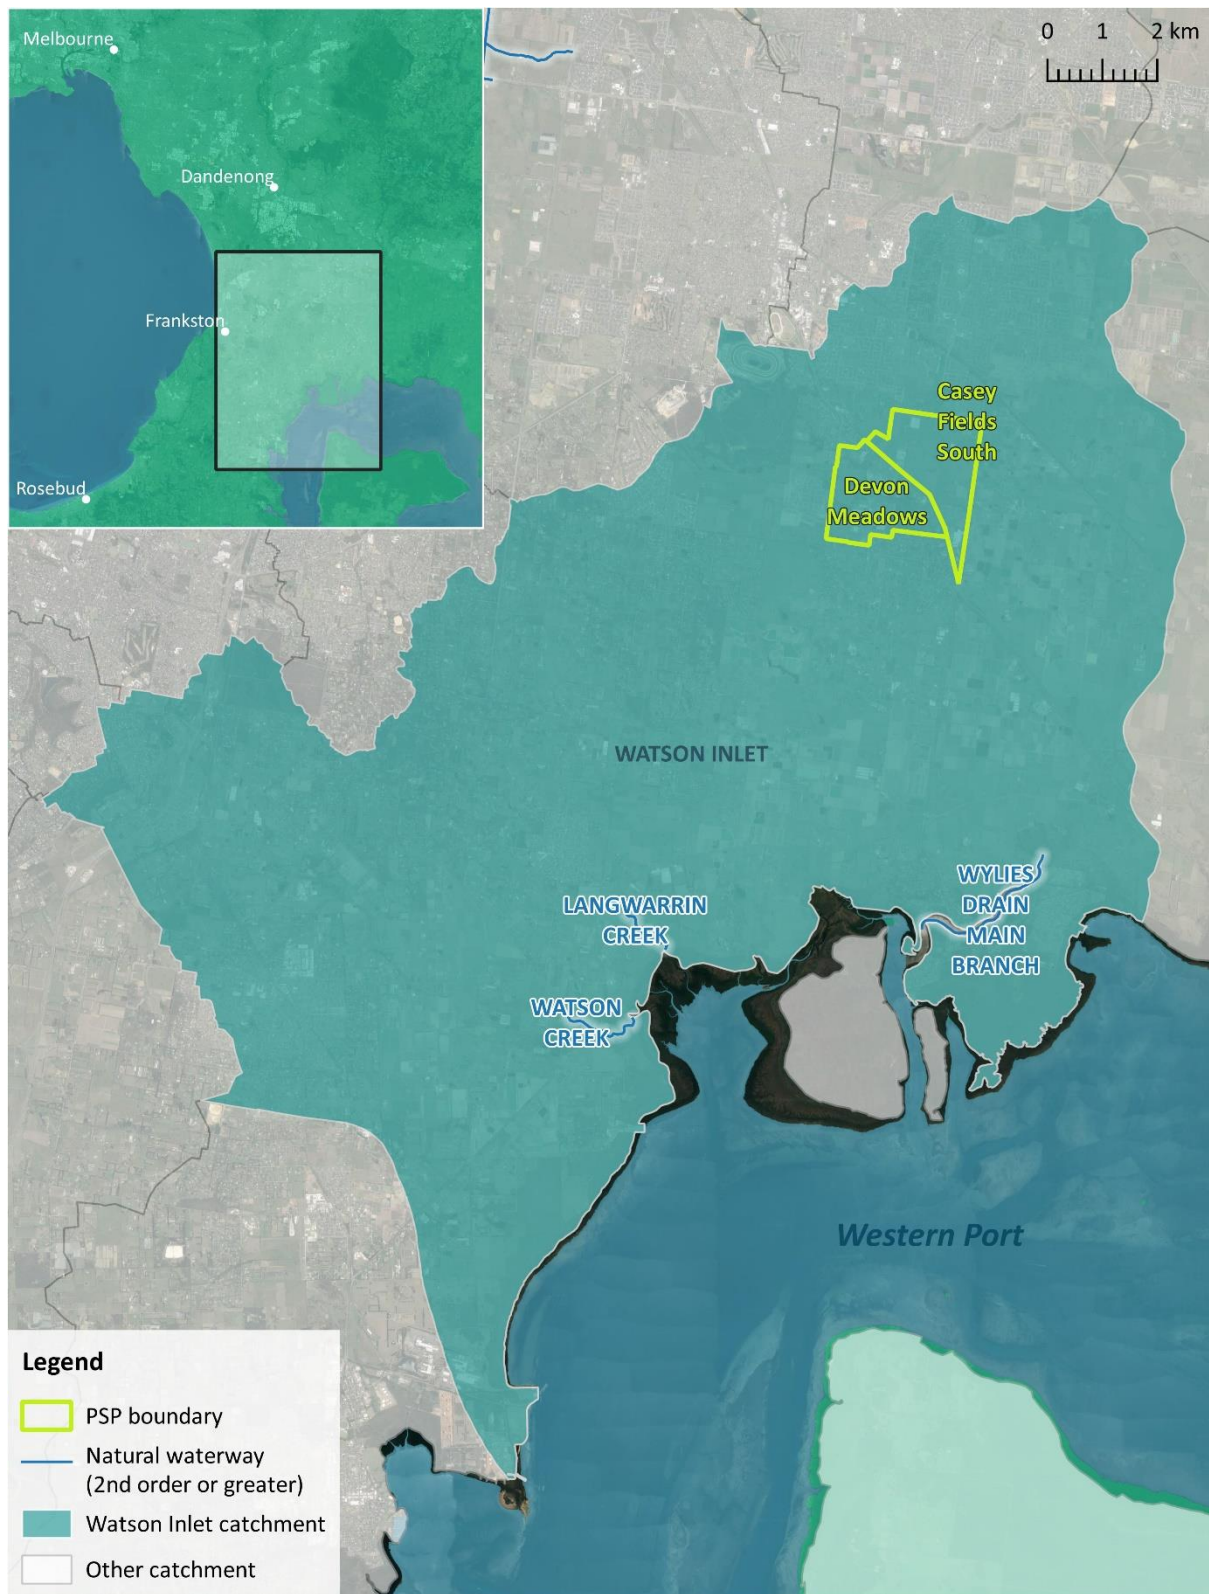 Melbourne
Dandenong
Frankston
Rosebud
0 1 2 km
Casey
Fields
South
Devon
Meadows
WATSON INLET
LANGWARRIN
CREEK
WATSON
CREEK
WYLIES
DRAIN
MAIN
BRANCH
Western Port
Legend
PSP boundary
Natural waterway
(2nd order or greater)
Watson Inlet catchment
Other catchment